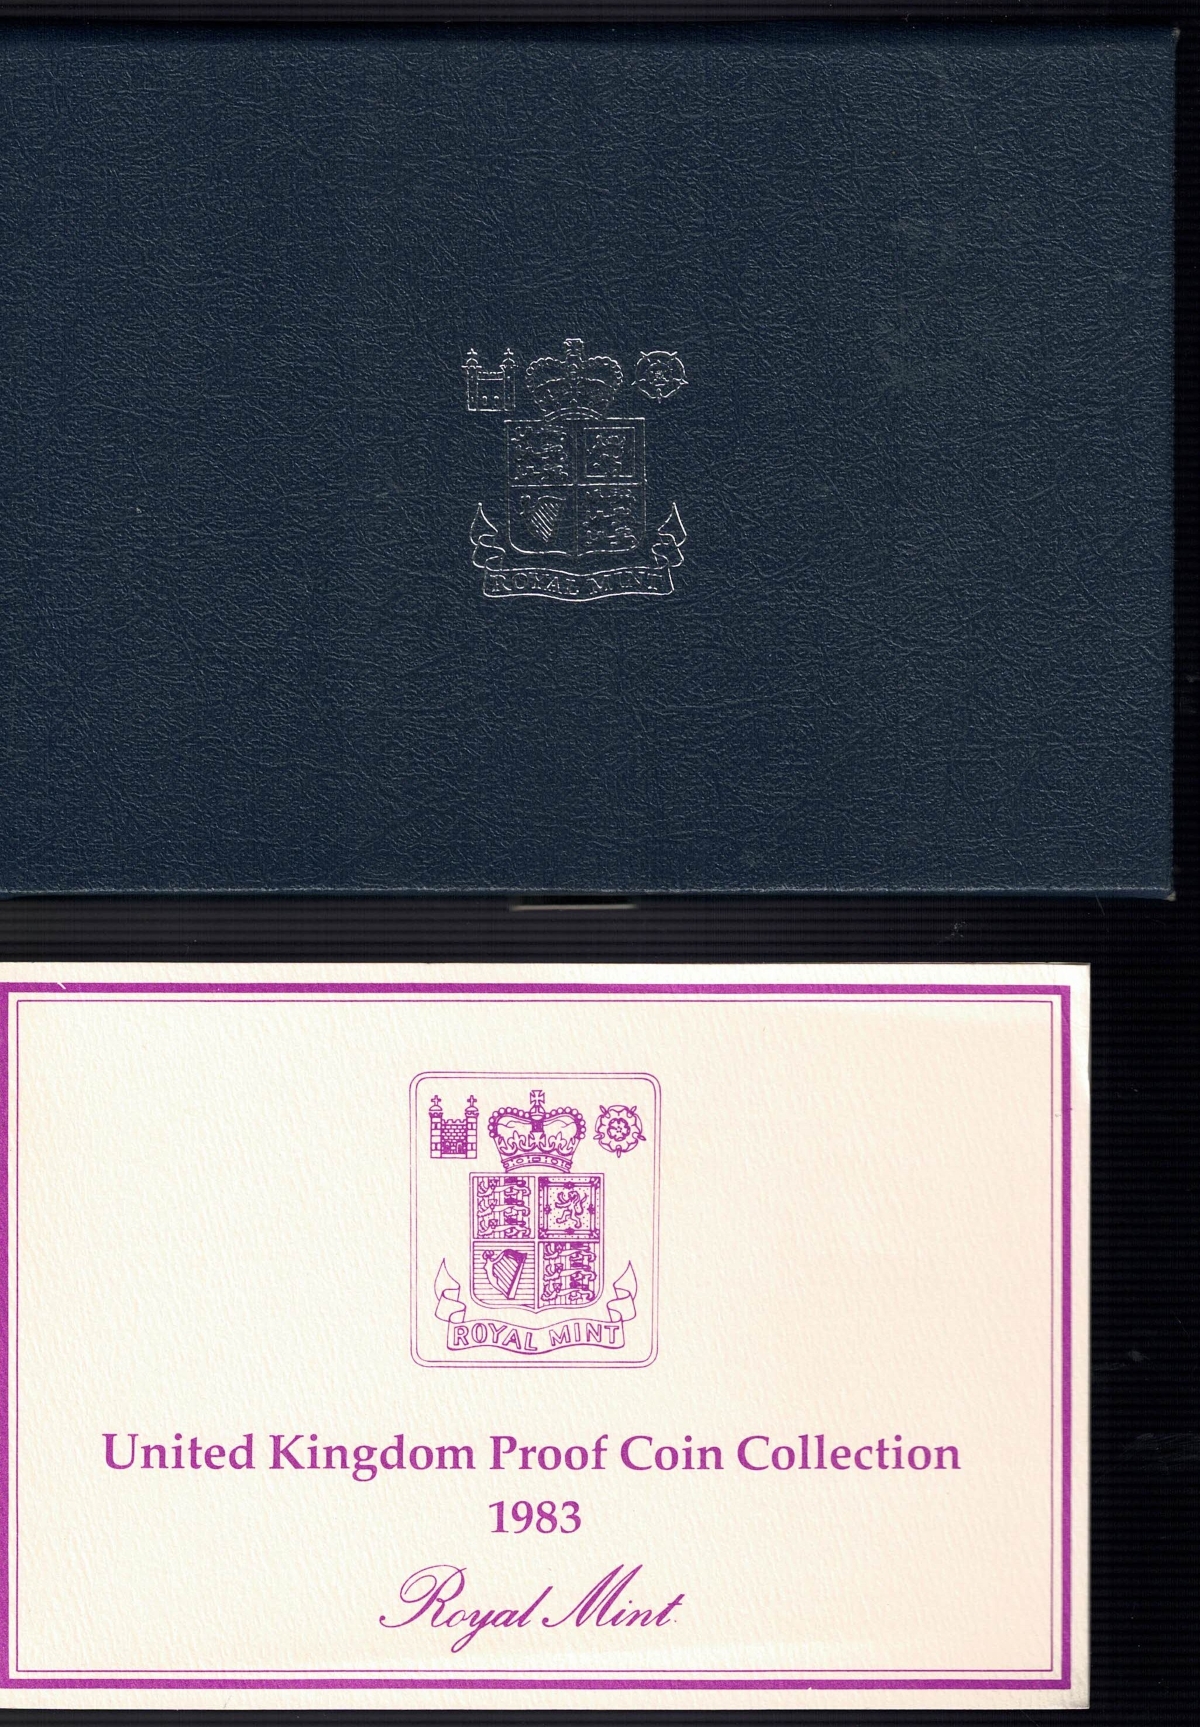 ROYAL MINT
ROYAL MINT
United Kingdom Proof Coin Collection
1983
Royal Mint